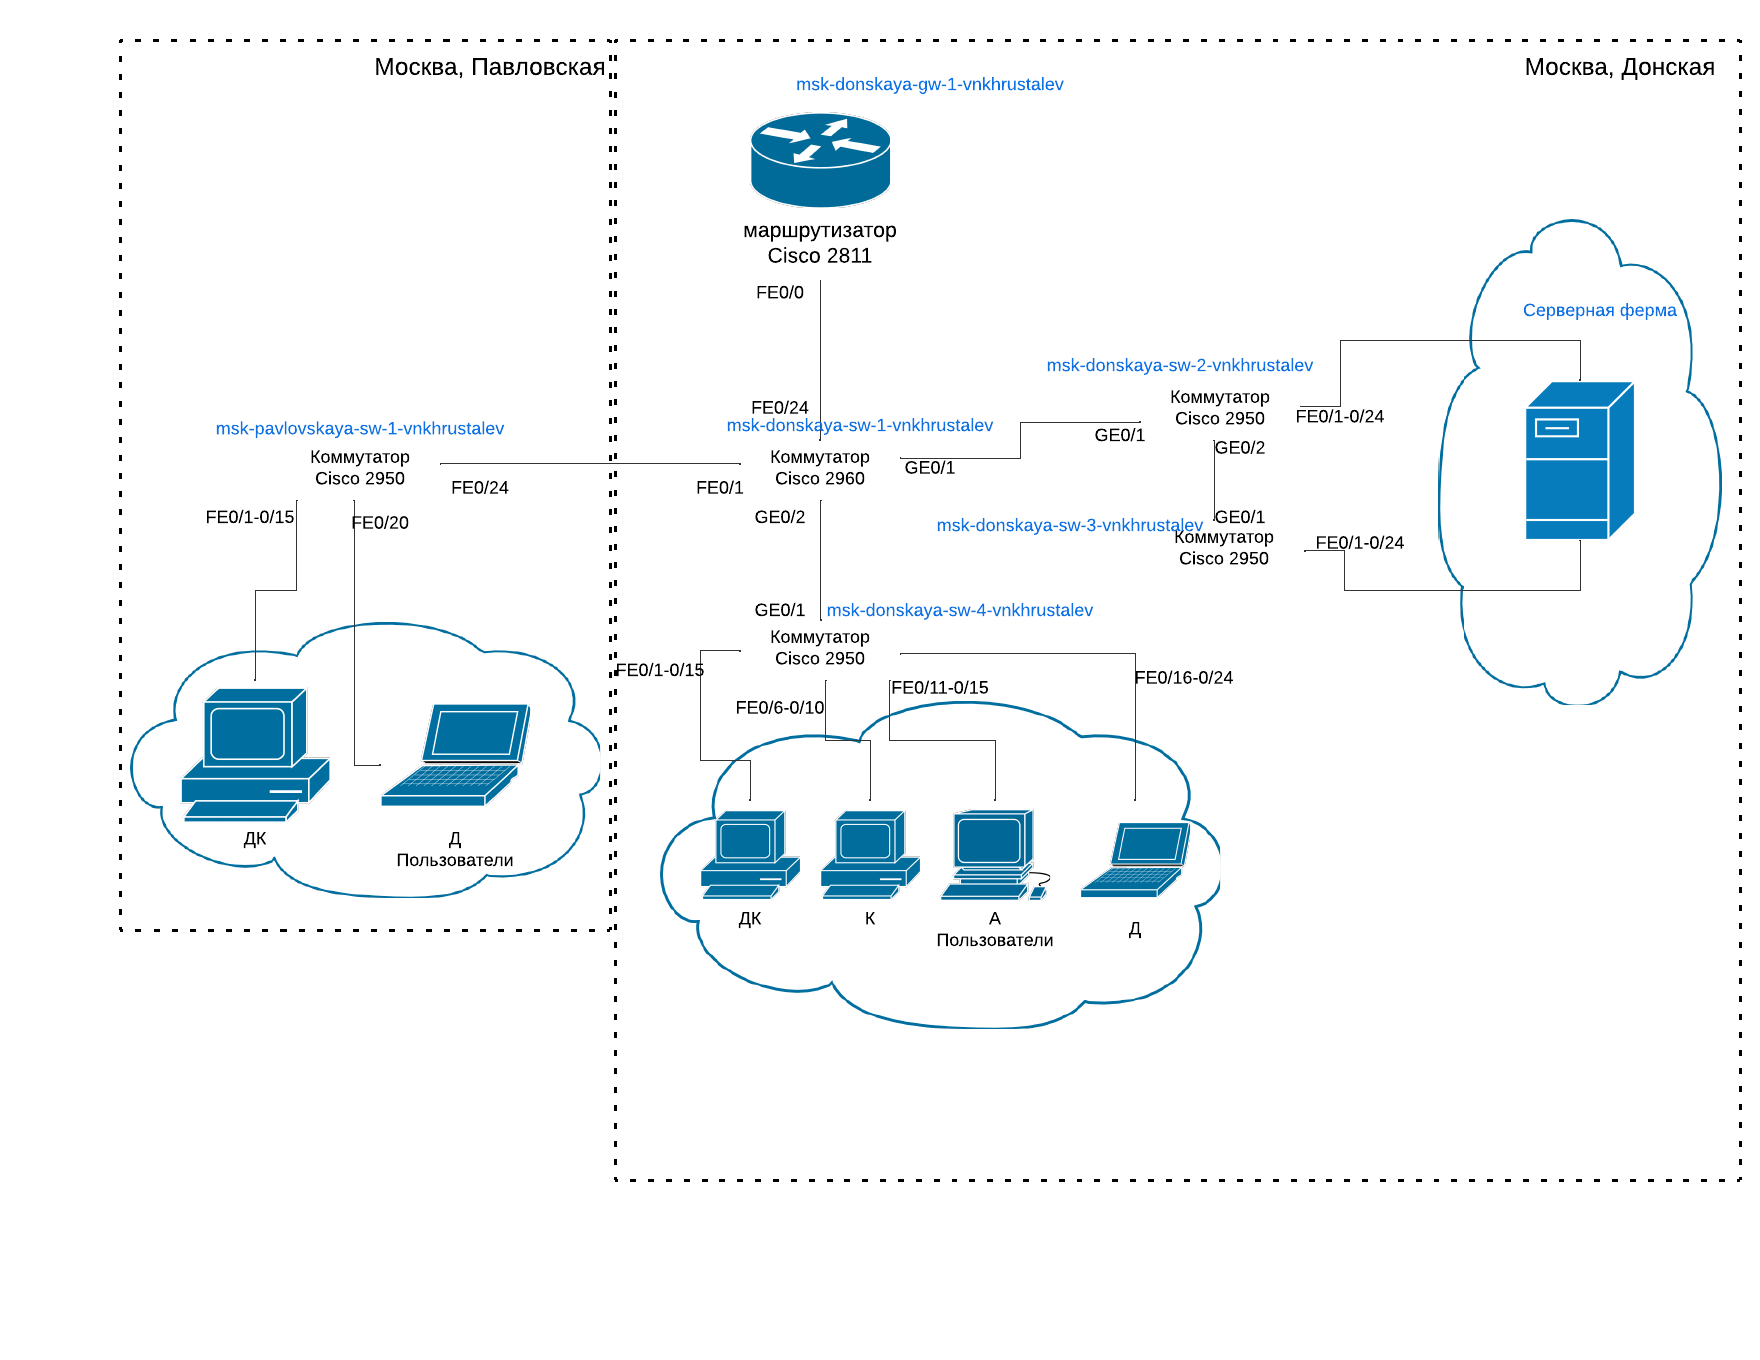 Москва, Павловская
Москва, Донская
msk-donskaya-gw-1-vnkhrustalev
маршрутизатор
Cisco 2811
FE0/0
Серверная ферма
msk-donskaya-sw-2-vnkhrustalev
Коммутатор
Cisco 2950
FE0/1-0/24
GE0/1
GE0/2
FE0/24
msk-donskaya-sw-1-vnkhrustalev
Коммутатор
Cisco 2960
GE0/1
FE0/1
GE0/2
msk-pavlovskaya-sw-1-vnkhrustalev
Коммутатор
Cisco 2950
FE0/24
FE0/1-0/15
FE0/20
GE0/1
msk-donskaya-sw-3-vnkhrustalev
Коммутатор
Cisco 2950
FE0/1-0/24
GE0/1
msk-donskaya-sw-4-vnkhrustalev
Коммутатор
Cisco 2950
FE0/1-0/15
FE0/6-0/10
FE0/11-0/15
FE0/16-0/24
ДК
Д
Пользователи
ДК
К
А
Пользователи
Д